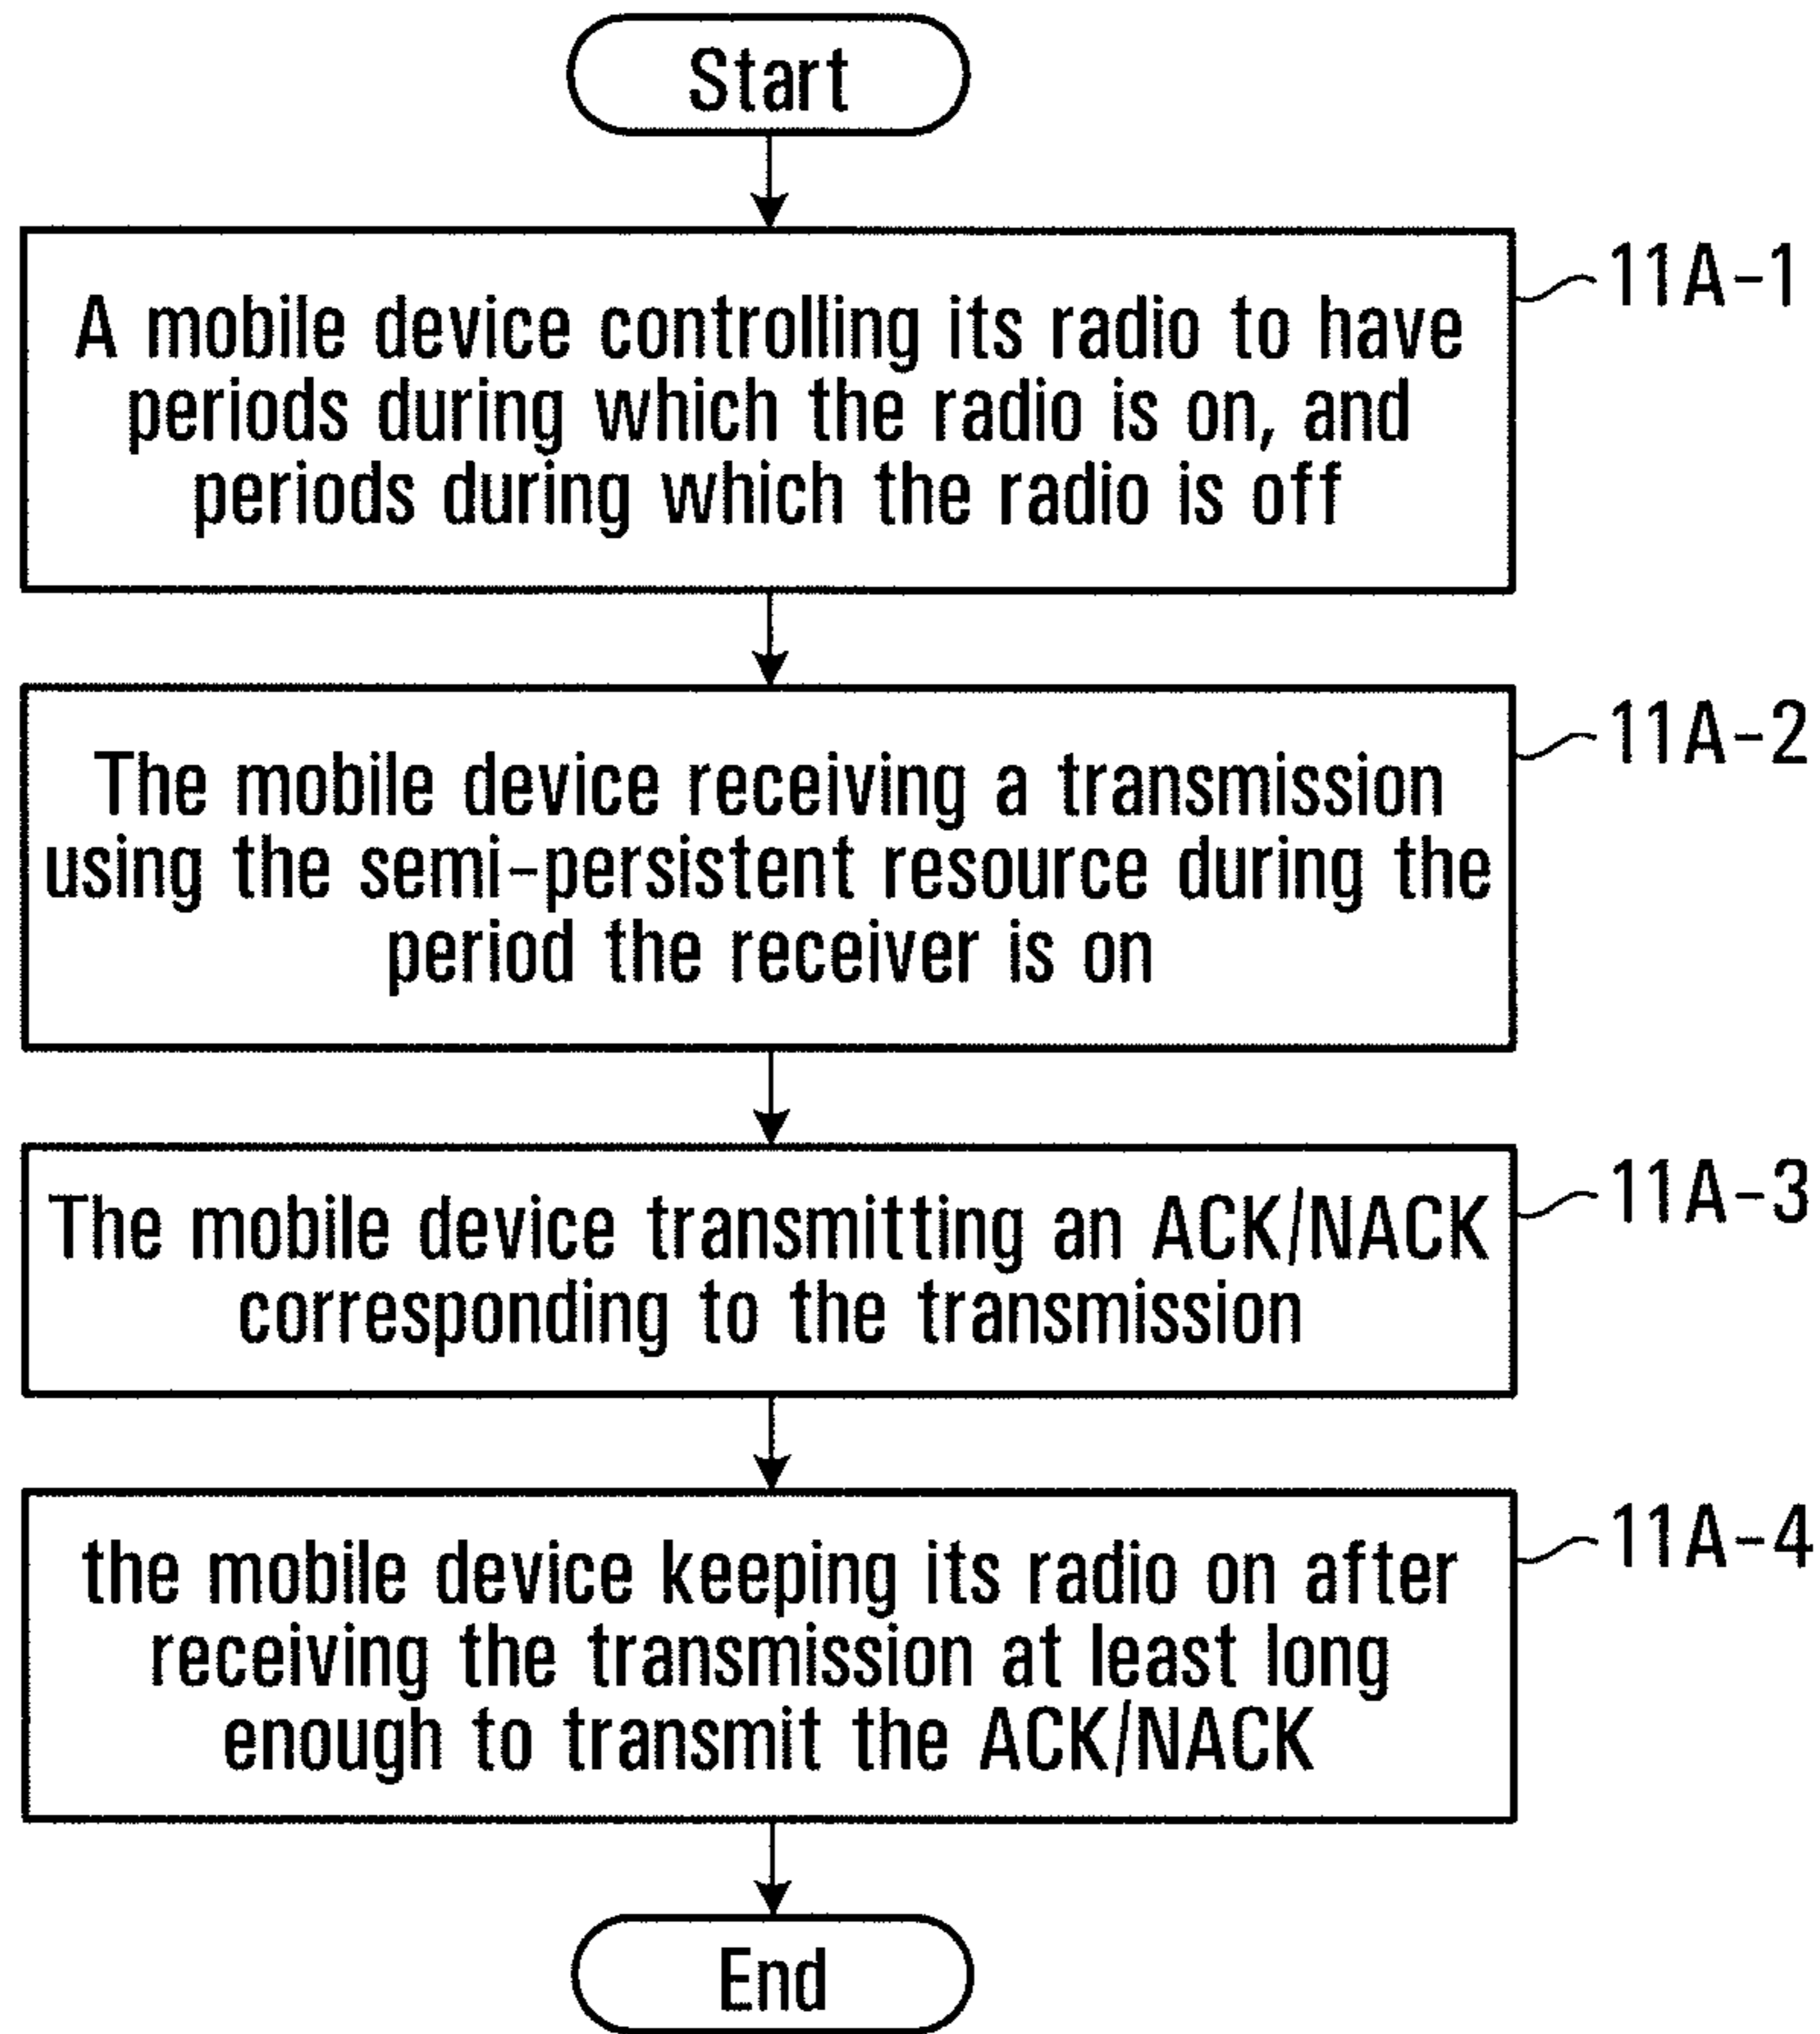 Start
A mobile device controlling its radio to have
periods during which the radio is on, and
periods during which the radio is off
11A-1
The mobile device receiving a transmission
using the semi-persistent resource during the
period the receiver is on
11A-2
The mobile device transmitting an ACK/NACK
corresponding to the transmission
11A-3
the mobile device keeping its radio on after
receiving the transmission at least long
enough to transmit the ACK/NACK
11A-4
End